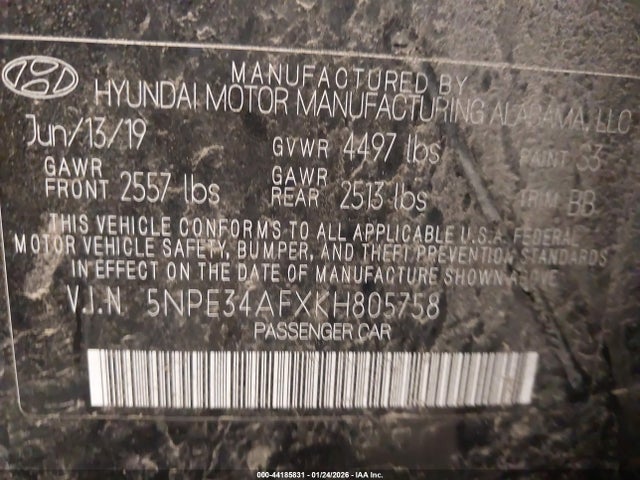 MANUFACTURED BY
HYUNDAI MOTOR MANUFACTURING ALABAMA, LLC
Jun/13/19 GVWR 4497 lbs PAINT S3
GAWR FRONT 2557 lbs GAWR REAR 2513 lbs TRIM BB
THIS VEHICLE CONFORMS TO ALL APPLICABLE U.S.A. FEDERAL
MOTOR VEHICLE SAFETY, BUMPER, AND THEFT PREVENTION STANDARDS
IN EFFECT ON THE DATE OF MANUFACTURE SHOWN ABOVE
V.I.N. 5NPE34AFXKH805758
PASSENGER CAR
000-44185831 - 01/24/2026 - IAA Inc.